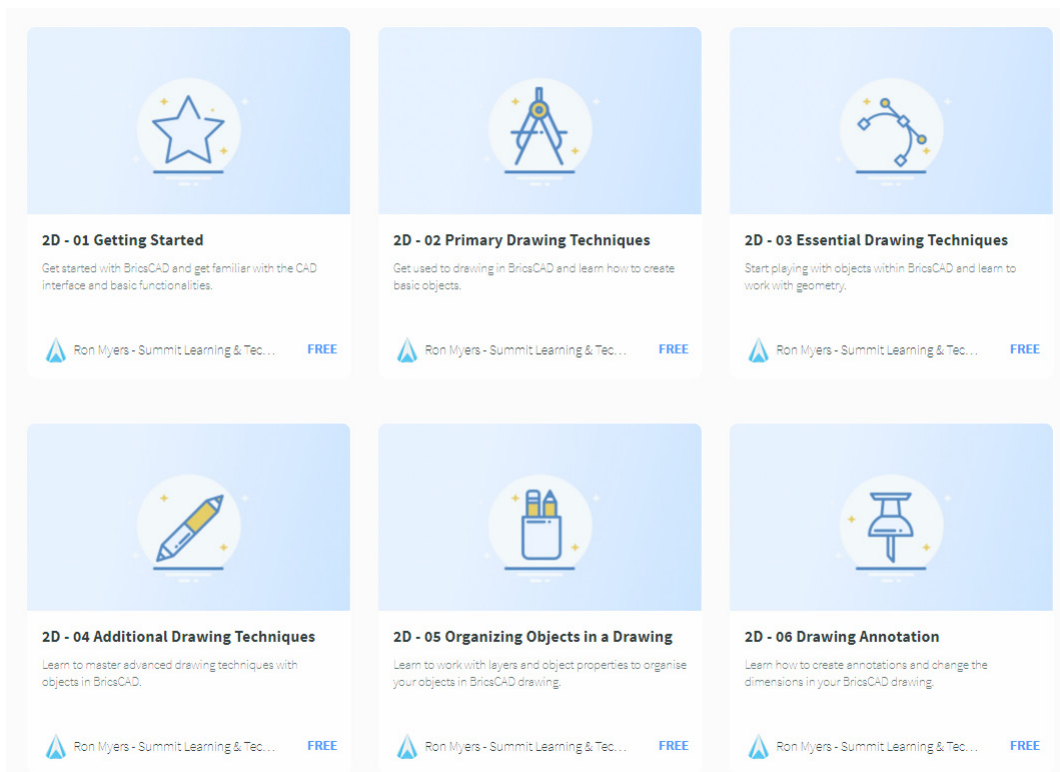 2D - 01 Getting Started
Get started with BricsCAD and get familiar with the CAD
interface and basic functionalities.
Ron Myers - Summit Learning & Tec...
FREE
2D - 02 Primary Drawing Techniques
Get used to drawing in BricsCAD and learn how to create
basic objects.
Ron Myers - Summit Learning & Tec...
FREE
2D - 03 Essential Drawing Techniques
Start playing with objects within BricsCAD and learn to
work with geometry.
Ron Myers - Summit Learning & Tec...
FREE
2D - 04 Additional Drawing Techniques
Learn to master advanced drawing techniques with
objects in BricsCAD.
Ron Myers - Summit Learning & Tec...
FREE
2D - 05 Organizing Objects in a Drawing
Learn to work with layers and object properties to organise
your objects in BricsCAD drawing.
Ron Myers - Summit Learning & Tec...
FREE
2D - 06 Drawing Annotation
Learn how to create annotations and change the
dimensions in your BricsCAD drawing.
Ron Myers - Summit Learning & Tec...
FREE